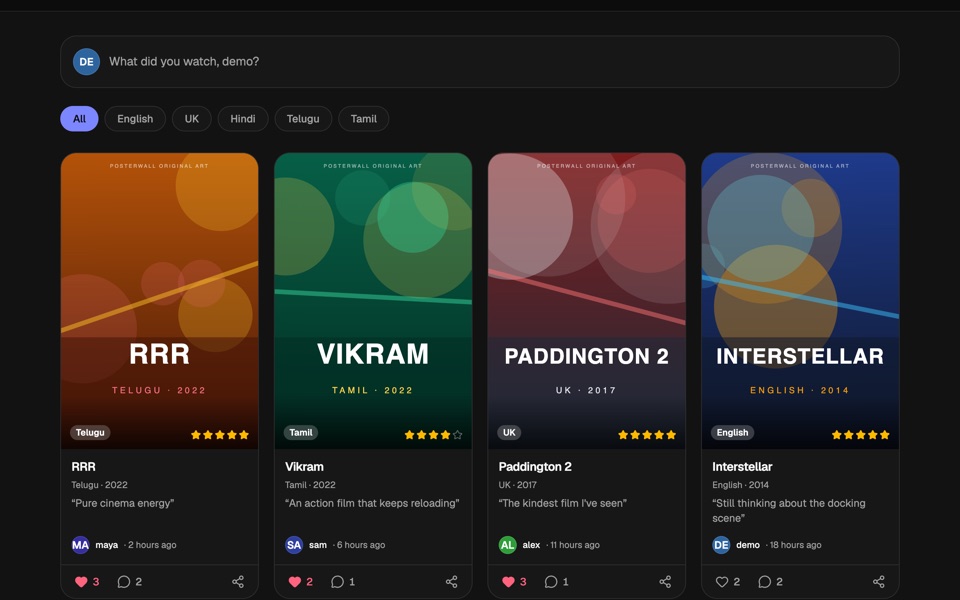 DE What did you watch, demo?
All English UK Hindi Telugu Tamil
POSTERWALL ORIGINAL ART
RRR
TELUGU · 2022
Telugu
RRR
Telugu · 2022
“Pure cinema energy”
MA maya · 2 hours ago
3 2
POSTERWALL ORIGINAL ART
VIKRAM
TAMIL · 2022
Tamil
Vikram
Tamil · 2022
“An action film that keeps reloading”
SA sam · 6 hours ago
2 1
POSTERWALL ORIGINAL ART
PADDINGTON 2
UK · 2017
UK
Paddington 2
UK · 2017
“The kindest film I've seen”
AL alex · 11 hours ago
3 1
POSTERWALL ORIGINAL ART
INTERSTELLAR
ENGLISH · 2014
English
Interstellar
English · 2014
“Still thinking about the docking
scene”
DE demo · 18 hours ago
2 2